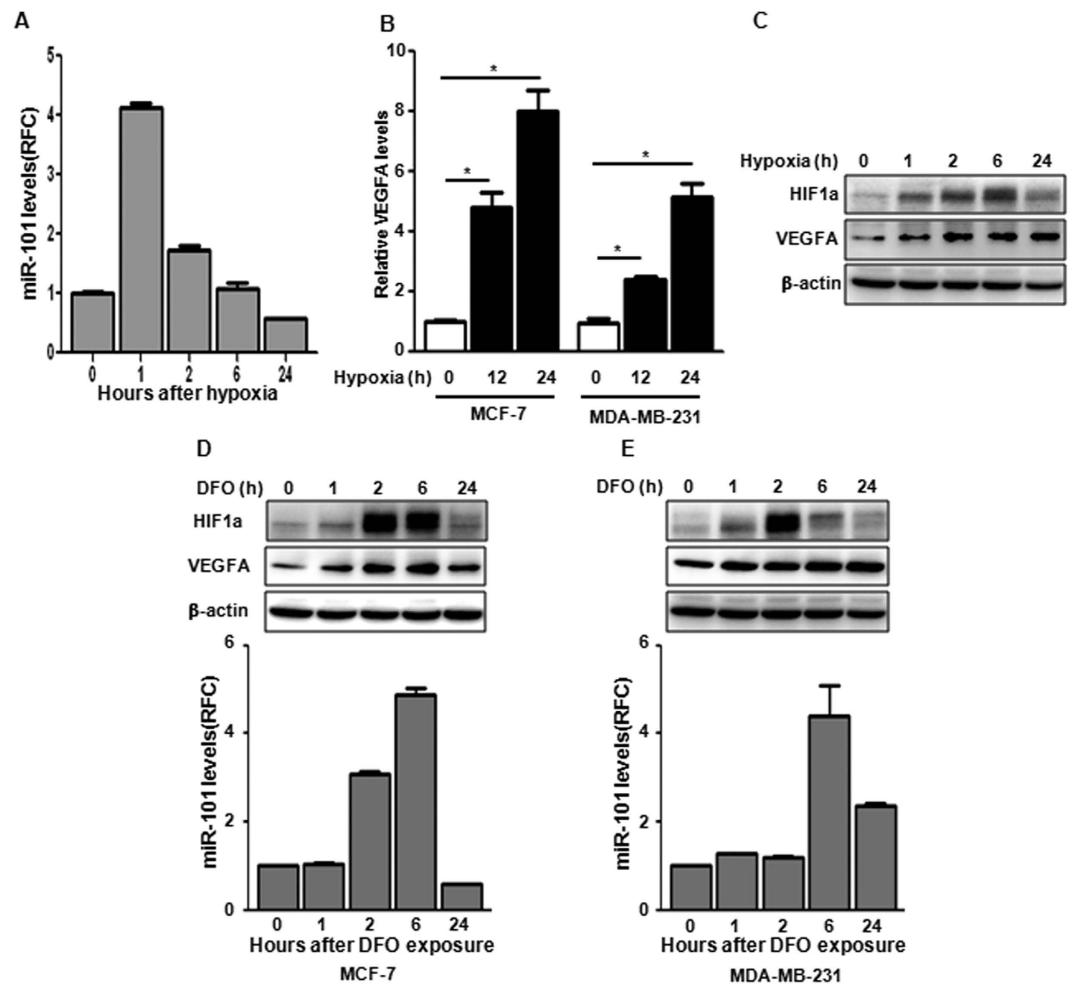 A
miR-101 levels(RFC)
5
4
3
2
1
0
0 1 2 6 24
Hours after hypoxia
B
Relative VEGFA levels
10
8
6
4
2
0
* * * *
Hypoxia (h) 0 12 24 0 12 24
MCF-7 MDA-MB-231
C
Hypoxia (h) 0 1 2 6 24
HIF1a
VEGFA
β-actin
D
DFO (h) 0 1 2 6 24
HIF1a
VEGFA
β-actin
miR-101 levels(RFC)
6
4
2
0
0 1 2 6 24
Hours after DFO exposure
MCF-7
E
DFO (h) 0 1 2 6 24
miR-101 levels(RFC)
6
4
2
0
0 1 2 6 24
Hours after DFO exposure
MDA-MB-231